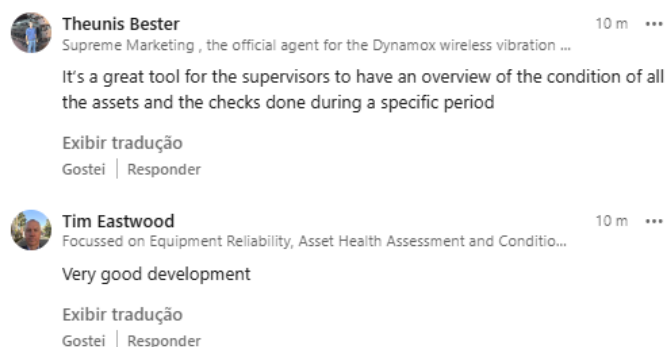 Theunis Bester
10 m
Supreme Marketing , the official agent for the Dynamox wireless vibration ...
It's a great tool for the supervisors to have an overview of the condition of all
the assets and the checks done during a specific period
Exibir tradução
Gostei | Responder
Tim Eastwood
10 m
Focussed on Equipment Reliability, Asset Health Assessment and Conditio...
Very good development
Exibir tradução
Gostei | Responder